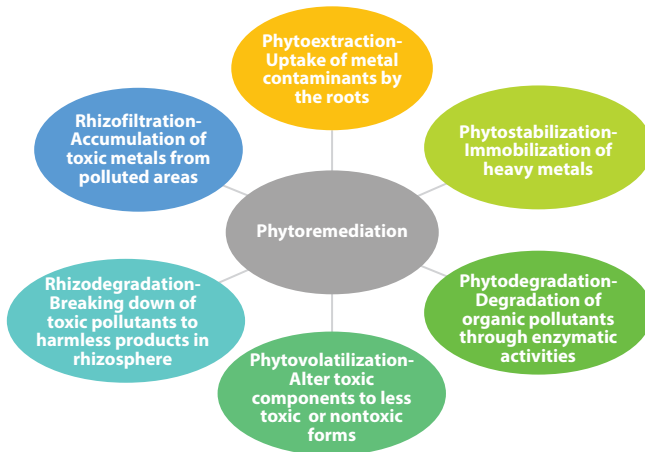 Phytoextraction-
Uptake of metal
contaminants by
the roots
Rhizofiltration-
Accumulation of
toxic metals from
polluted areas
Phytostabilization-
Immobilization of
heavy metals
Phytoremediation
Rhizodegradation-
Breaking down of
toxic pollutants to
harmless products in
rhizosphere
Phytodegradation-
Degradation of
organic pollutants
through enzymatic
activities
Phytovolatilization-
Alter toxic
components to less
toxic or nontoxic
forms